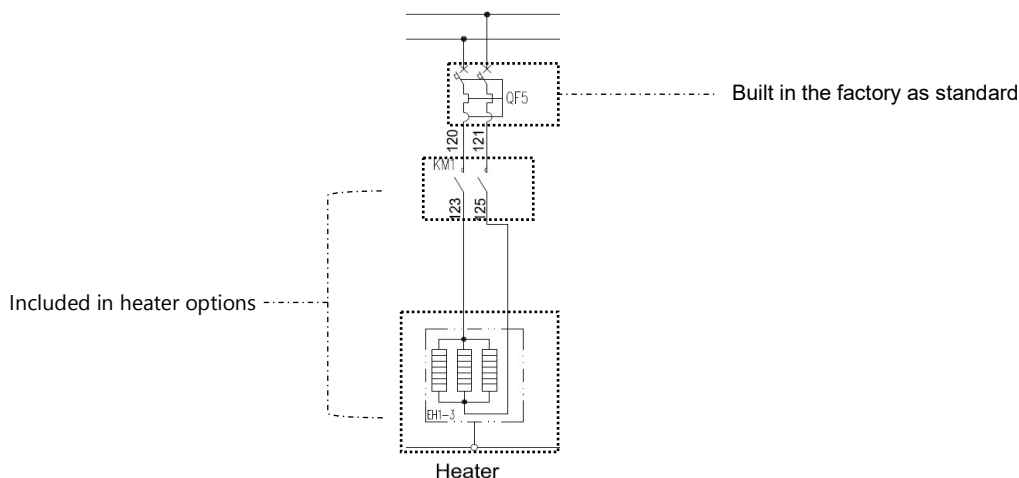 QF5
Built in the factory as standard
120
121
KM1
123
125
Included in heater options
EH1-3
Heater